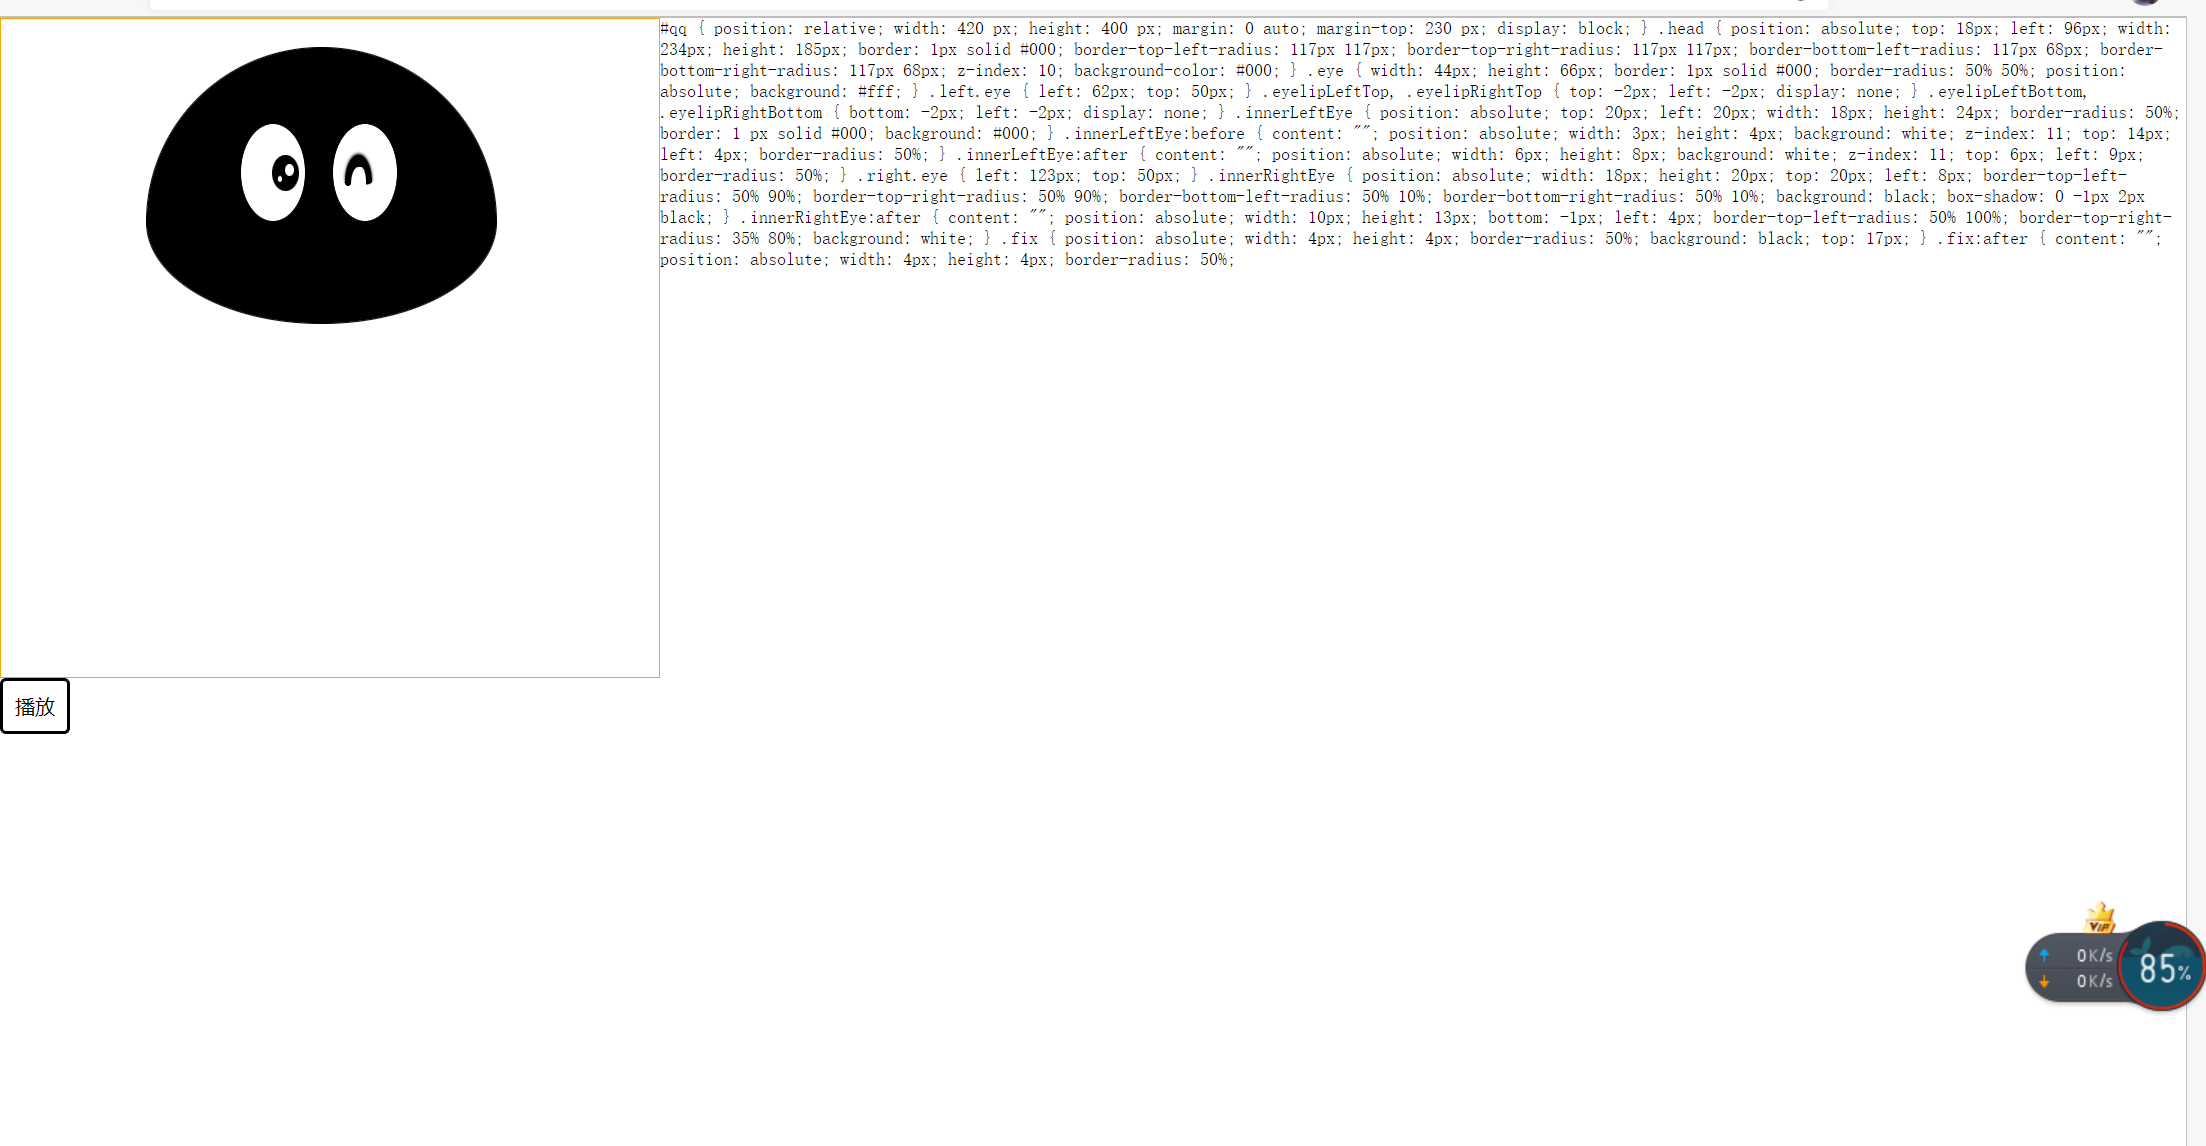 #qq { position: relative; width: 420 px; height: 400 px; margin: 0 auto; margin-top: 230 px; display: block; } .head { position: absolute; top: 18px; left: 96px; width:
234px; height: 185px; border: 1px solid #000; border-top-left-radius: 117px 117px; border-top-right-radius: 117px 117px; border-bottom-left-radius: 117px 68px; border-
bottom-right-radius: 117px 68px; z-index: 10; background-color: #000; } .eye { width: 44px; height: 66px; border: 1px solid #000; border-radius: 50% 50%; position:
absolute; background: #fff; } .left.eye { left: 62px; top: 50px; } .eyelipLeftTop, .eyelipRightTop { top: -2px; left: -2px; display: none; } .eyelipLeftBottom,
.eyelipRightBottom { bottom: -2px; left: -2px; display: none; } .innerLeftEye { position: absolute; top: 20px; left: 20px; width: 18px; height: 24px; border-radius: 50%;
border: 1 px solid #000; background: #000; } .innerLeftEye:before { content: ""; position: absolute; width: 3px; height: 4px; background: white; z-index: 11; top: 14px;
left: 4px; border-radius: 50%; } .innerLeftEye:after { content: ""; position: absolute; width: 6px; height: 8px; background: white; z-index: 11; top: 6px; left: 9px;
border-radius: 50%; } .right.eye { left: 123px; top: 50px; } .innerRightEye { position: absolute; width: 18px; height: 20px; top: 20px; left: 8px; border-top-left-
radius: 50% 90%; border-top-right-radius: 50% 90%; border-bottom-left-radius: 50% 10%; border-bottom-right-radius: 50% 10%; background: black; box-shadow: 0 -1px 2px
black; } .innerRightEye:after { content: ""; position: absolute; width: 10px; height: 13px; bottom: -1px; left: 4px; border-top-left-radius: 50% 100%; border-top-right-
radius: 35% 80%; background: white; } .fix { position: absolute; width: 4px; height: 4px; border-radius: 50%; background: black; top: 17px; } .fix:after { content: "";
position: absolute; width: 4px; height: 4px; border-radius: 50%;
播放
VIP
0K/s
0K/s
85%